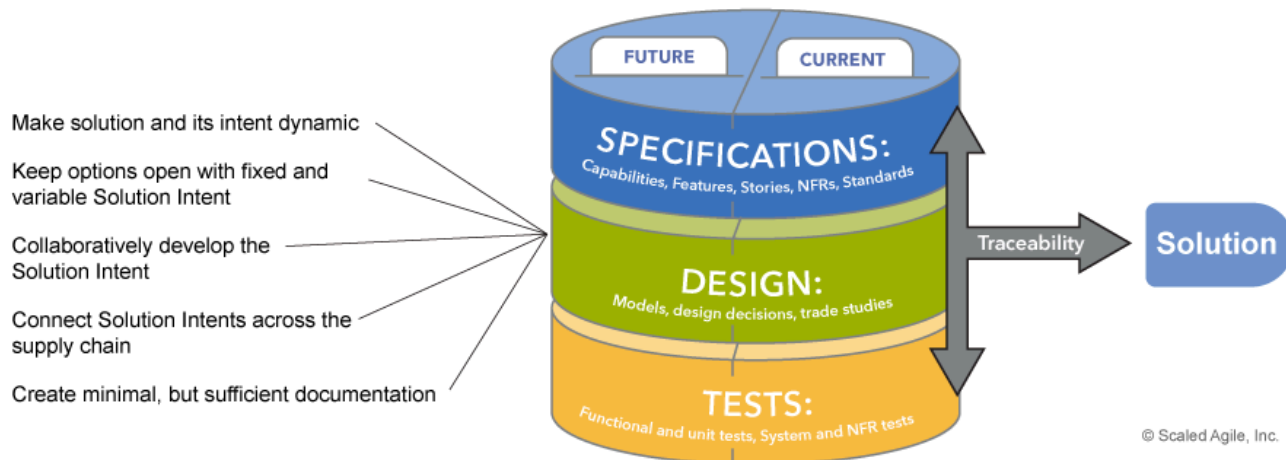 FUTURE
CURRENT
Make solution and its intent dynamic
Keep options open with fixed and
variable Solution Intent
Collaboratively develop the
Solution Intent
Connect Solution Intents across the
supply chain
Create minimal, but sufficient documentation
SPECIFICATIONS:
Capabilities, Features, Stories, NFRs, Standards
DESIGN:
Models, design decisions, trade studies
TESTS:
Functional and unit tests, System and NFR tests
Traceability
Solution
© Scaled Agile, Inc.